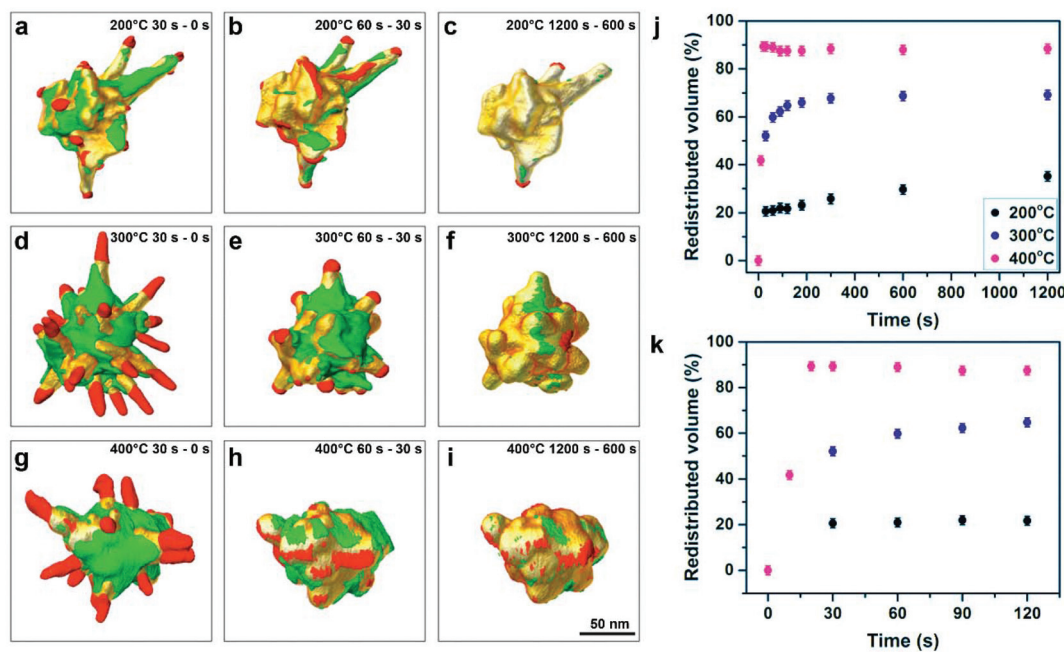 a 200°C 30 s - 0 s
b 200°C 60 s - 30 s
c 200°C 1200 s - 600 s
d 300°C 30 s - 0 s
e 300°C 60 s - 30 s
f 300°C 1200 s - 600 s
g 400°C 30 s - 0 s
h 400°C 60 s - 30 s
i 400°C 1200 s - 600 s
50 nm
j
Redistributed volume (%)
100
80
60
40
20
0
200°C
300°C
400°C
0 200 400 600 800 1000 1200
Time (s)
k
Redistributed volume (%)
100
80
60
40
20
0
0 30 60 90 120
Time (s)